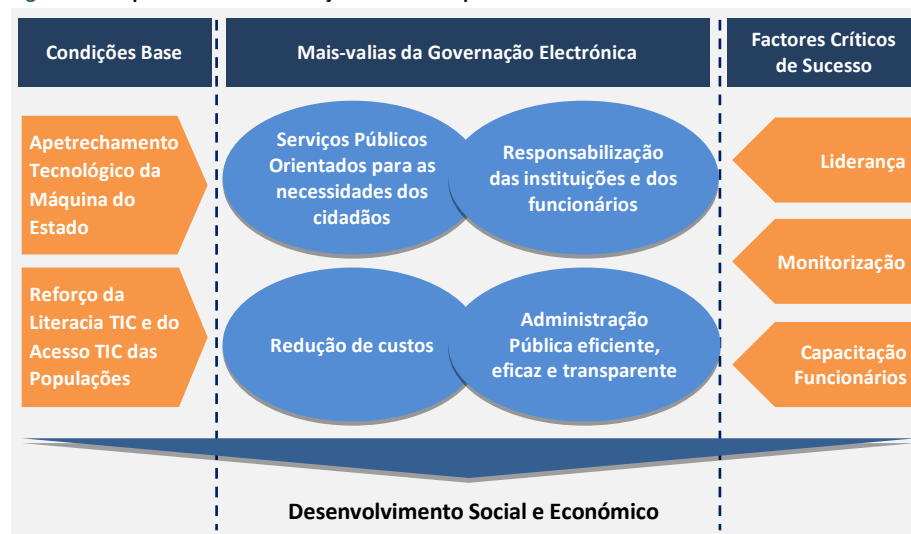 Condições Base
Mais-valias da Governação Electrónica
Factores Críticos
de Sucesso
Apetrechamento
Tecnológico da
Máquina do
Estado
Reforço da
Literacia TIC e do
Acesso TIC das
Populações
Serviços Públicos
Orientados para as
necessidades dos
cidadãos
Responsabilização
das instituições e dos
funcionários
Redução de custos
Administração
Pública eficiente,
eficaz e transparente
Liderança
Monitorização
Capacitação
Funcionários
Desenvolvimento Social e Económico